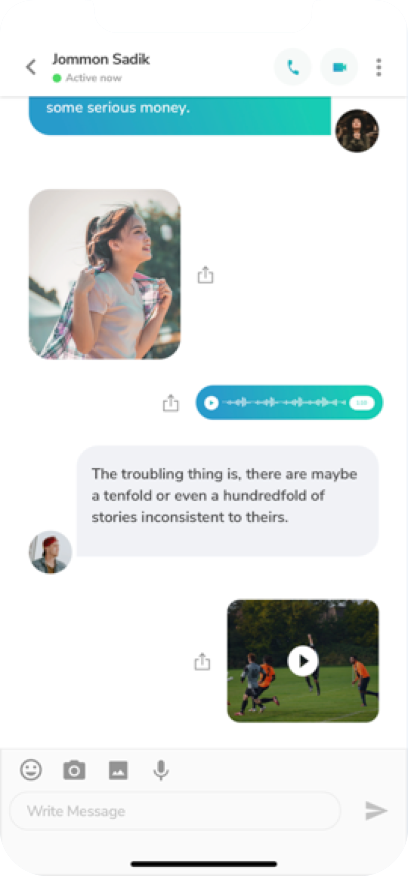 Jommon Sadik
Active now
some serious money.
The troubling thing is, there are maybe
a tenfold or even a hundredfold of
stories inconsistent to theirs.
Write Message